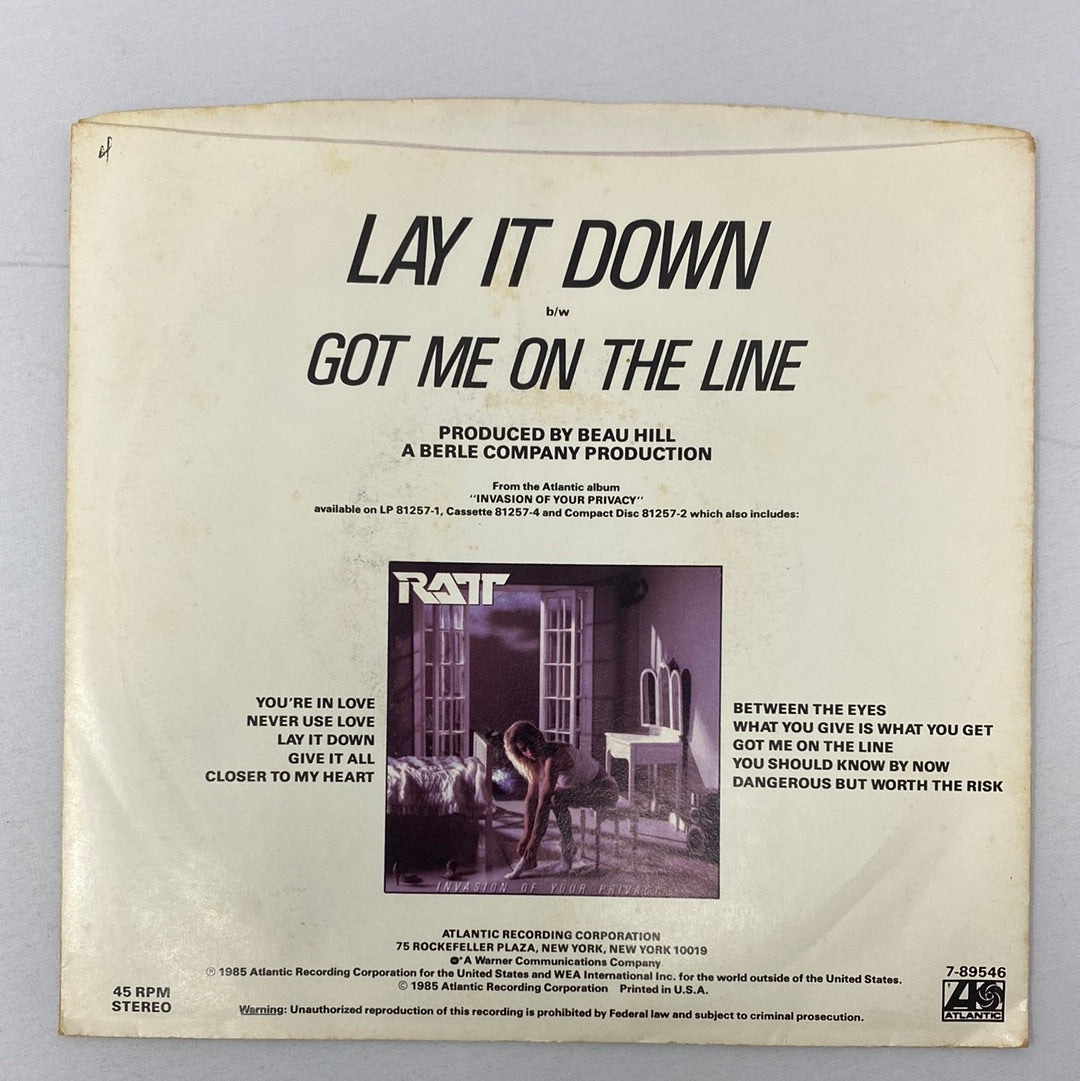 LAY IT DOWN
b/w
GOT ME ON THE LINE
PRODUCED BY BEAU HILL
A BERLE COMPANY PRODUCTION
From the Atlantic album
"INVASION OF YOUR PRIVACY"
available on LP 81257-1, Cassette 81257-4 and Compact Disc 81257-2 which also includes:
RATT
YOU'RE IN LOVE
NEVER USE LOVE
LAY IT DOWN
GIVE IT ALL
CLOSER TO MY HEART
BETWEEN THE EYES
WHAT YOU GIVE IS WHAT YOU GET
GOT ME ON THE LINE
YOU SHOULD KNOW BY NOW
DANGEROUS BUT WORTH THE RISK
INVASION OF YOUR PRIVACY
ATLANTIC RECORDING CORPORATION
75 ROCKEFELLER PLAZA, NEW YORK, NEW YORK 10019
A Warner Communications Company
℗ 1985 Atlantic Recording Corporation for the United States and WEA International Inc. for the world outside of the United States.
© 1985 Atlantic Recording Corporation Printed in U.S.A.
Warning: Unauthorized reproduction of this recording is prohibited by Federal law and subject to criminal prosecution.
45 RPM
STEREO
7-89546
ATLANTIC